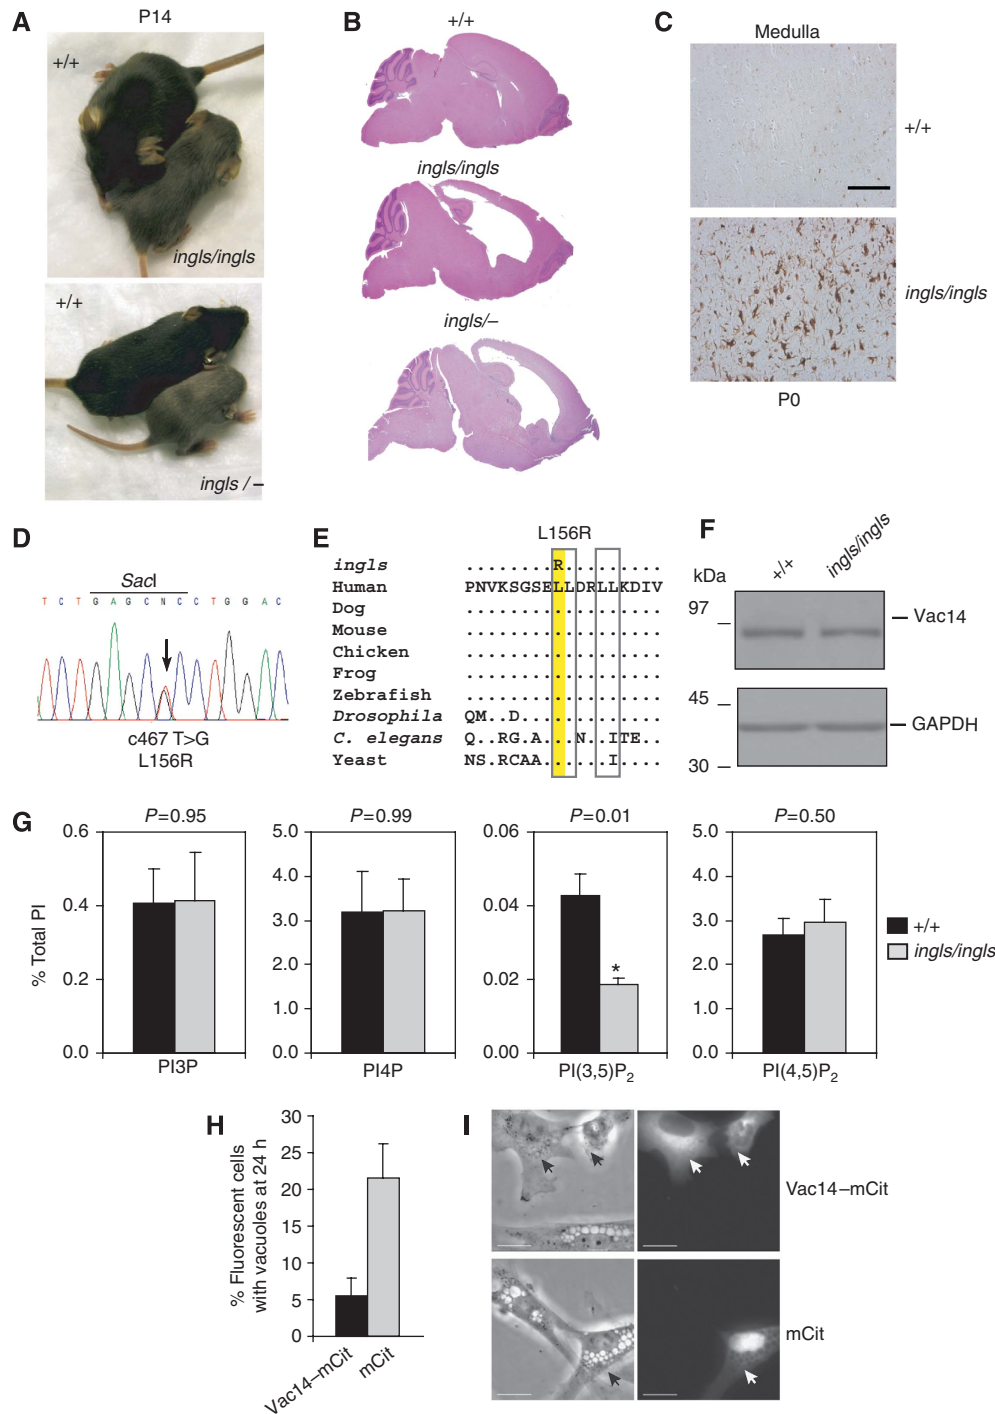 A
P14
+/+
ingls/ingls
+/+
ingls / –
B
+/+
ingls/ingls
ingls/–
C
Medulla
+/+
ingls/ingls
P0
D
SacI
T C T G A G C N C C T G G A C
c467 T>G
L156R
E
L156R
ingls R
Human PNVKSGSELLDRLLKDIV
Dog ..................
Mouse ..................
Chicken ..................
Frog ..................
Zebrafish ..................
Drosophila QM..D.............
C. elegans Q..RG.A...N..ITE..
Yeast NS.RCAA......I....
F
+/+
ingls/ingls
kDa
97
Vac14
45
GAPDH
30
G
P=0.95
P=0.99
P=0.01
P=0.50
% Total PI
0.6
0.4
0.2
0.0
PI3P
5.0
4.0
3.0
2.0
1.0
0.0
PI4P
0.06
0.04
0.02
0.00
*
PI(3,5)P2
5.0
4.0
3.0
2.0
1.0
0.0
PI(4,5)P2
+/+
ingls/ingls
H
% Fluorescent cells
with vacuoles at 24 h
30
25
20
15
10
5
0
Vac14–mCit
mCit
I
Vac14–mCit
mCit